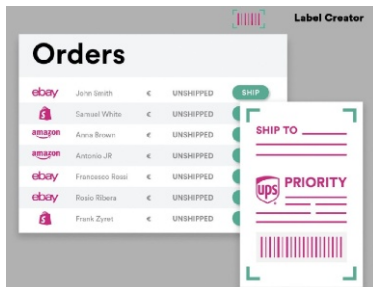 Label Creator
Orders
ebay John Smith € UNSHIPPED SHIP
Samuel White € UNSHIPPED
amazon Anna Brown € UNSHIPPED
amazon Antonio JR € UNSHIPPED
ebay Francesco Rossi € UNSHIPPED
ebay Rosio Ribera € UNSHIPPED
Frank Zyret € UNSHIPPED
SHIP TO
ups PRIORITY